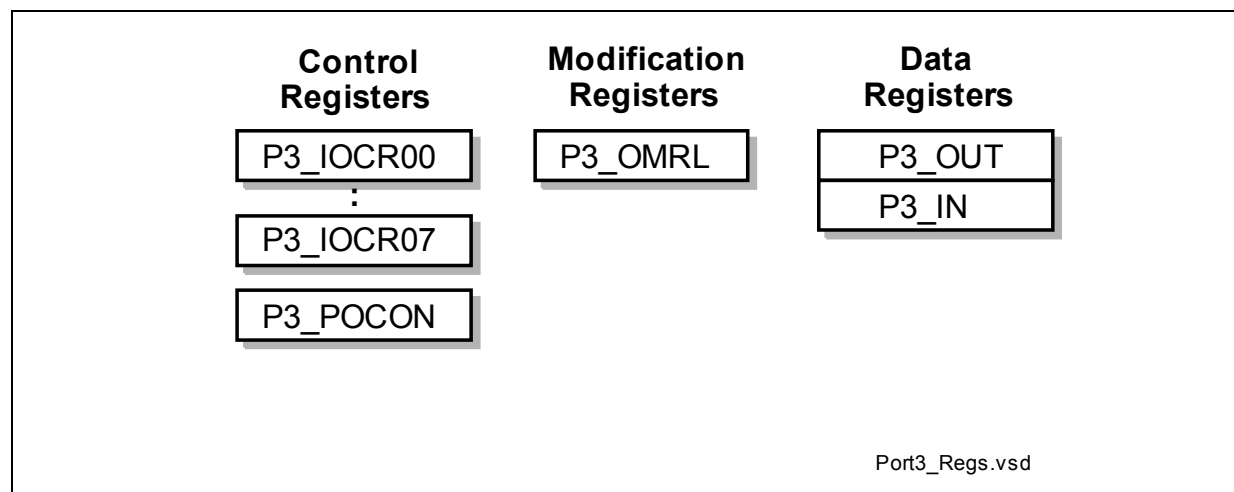 Control
Registers
P3_IOCR00
:
P3_IOCR07
P3_POCON
Modification
Registers
P3_OMRL
Data
Registers
P3_OUT
P3_IN
Port3_Regs.vsd